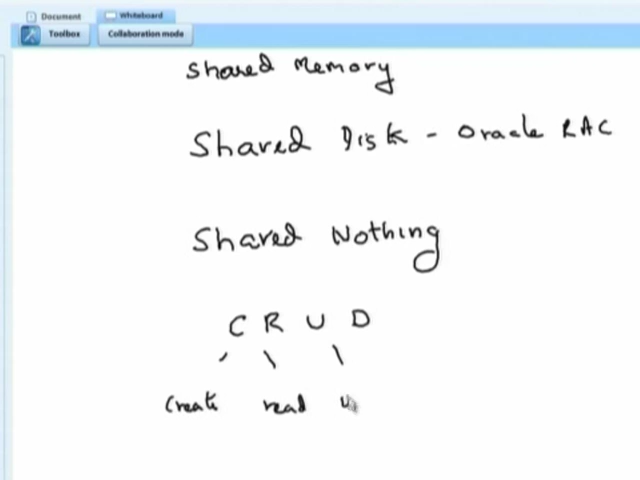 Document Whiteboard
Toolbox Collaboration mode
Shared Memory
Shared Disk - Oracle RAC
Shared Nothing
C R U D
Create read u